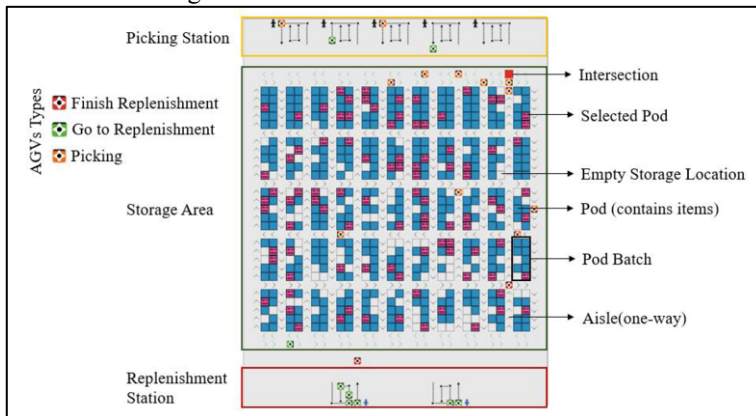 Picking Station
AGVs Types
Finish Replenishment
Go to Replenishment
Picking
Storage Area
Replenishment
Station
Intersection
Selected Pod
Empty Storage Location
Pod (contains items)
Pod Batch
Aisle(one-way)